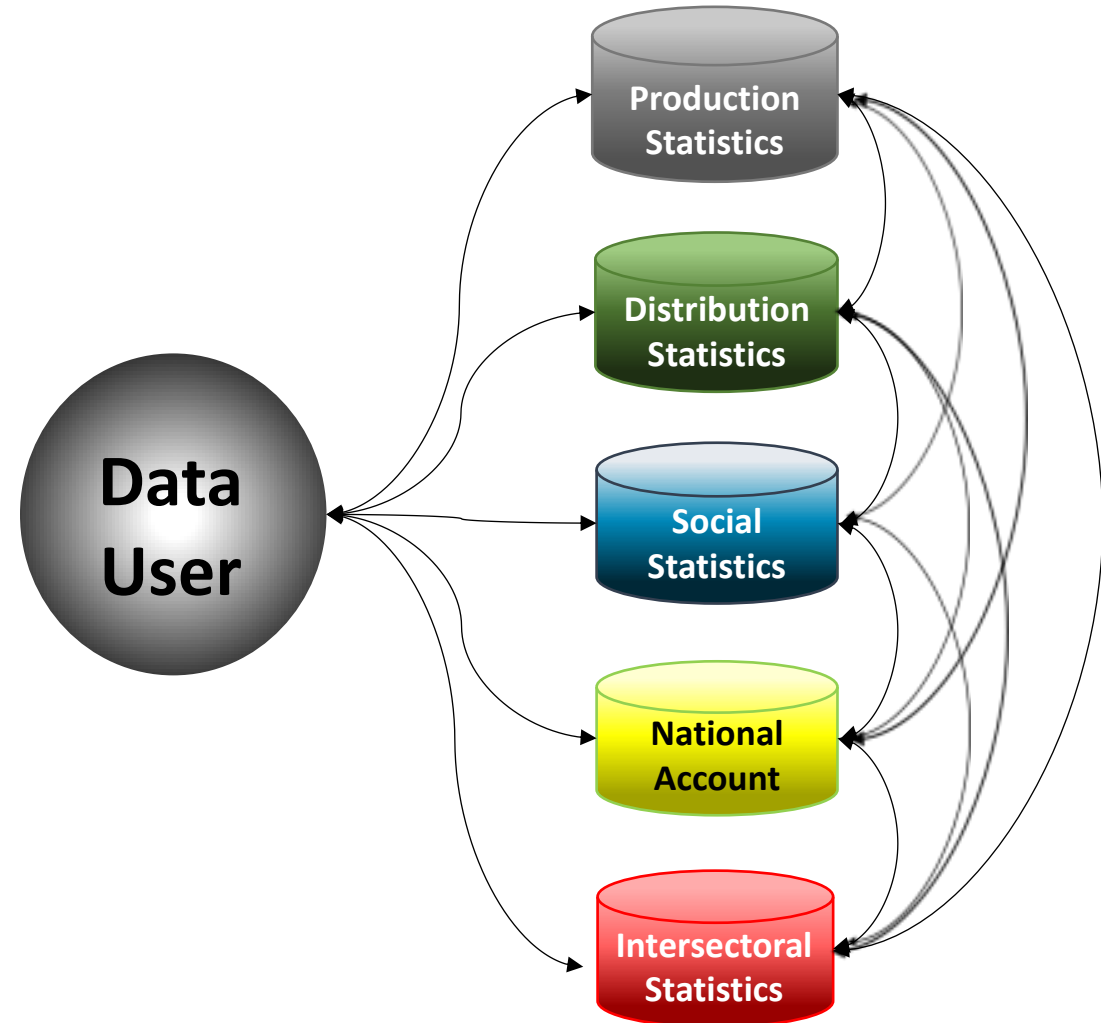 Production
Statistics
Distribution
Statistics
Data
User
Social
Statistics
National
Account
Intersectoral
Statistics